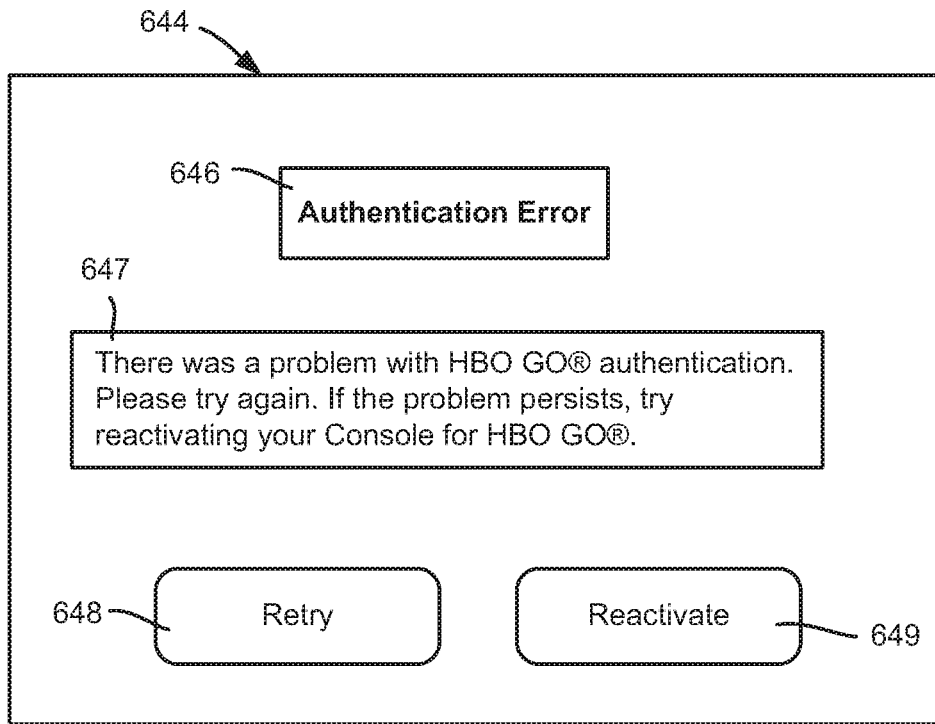 644
646
Authentication Error
647
There was a problem with HBO GO® authentication.
Please try again. If the problem persists, try
reactivating your Console for HBO GO®.
648
Retry
Reactivate
649